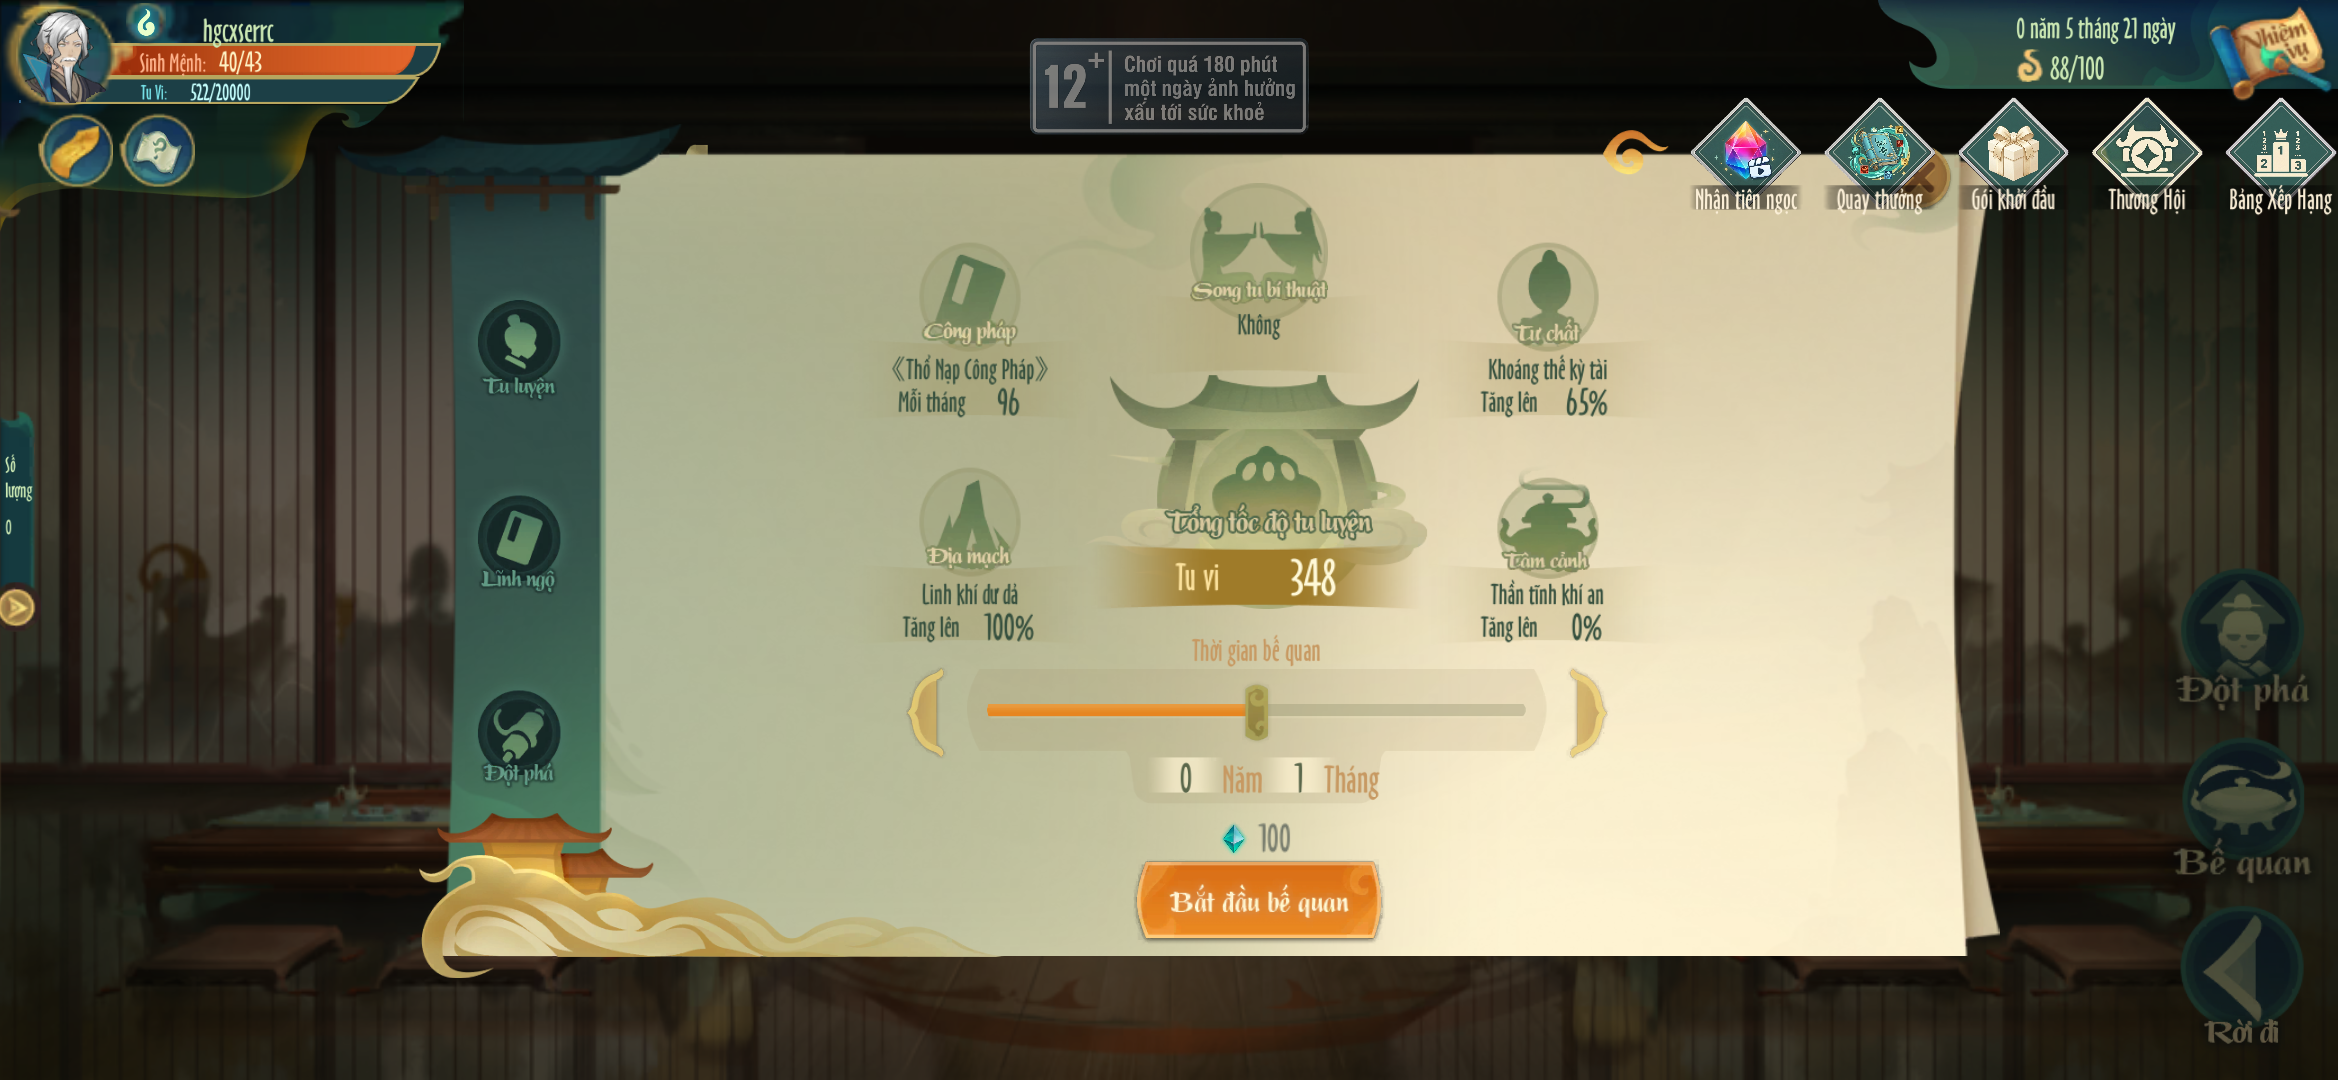 hgcxserrc
Sinh Mệnh: 40/43
Tu Vi: 522/20000
12+
Chơi quá 180 phút
một ngày ảnh hưởng
xấu tới sức khoẻ
0 năm 5 tháng 21 ngày
88/100
Nhiệm vụ
Nhận tiên ngọc
Quay thưởng
Gói khởi đầu
Thương Hội
Bảng Xếp Hạng
Số
lượng
0
Tu luyện
Lĩnh ngộ
Đột phá
Song tu bí thuật
Không
Công pháp
《Thổ Nạp Công Pháp》
Mỗi tháng 96
Tư chất
Khoáng thế kỳ tài
Tăng lên 65%
Địa mạch
Linh khí dư dả
Tăng lên 100%
Tổng tốc độ tu luyện
Tu vi 348
Tâm cảnh
Thần tĩnh khí an
Tăng lên 0%
Thời gian bế quan
0 Năm 1 Tháng
100
Bắt đầu bế quan
Đột phá
Bế quan
Rời đi